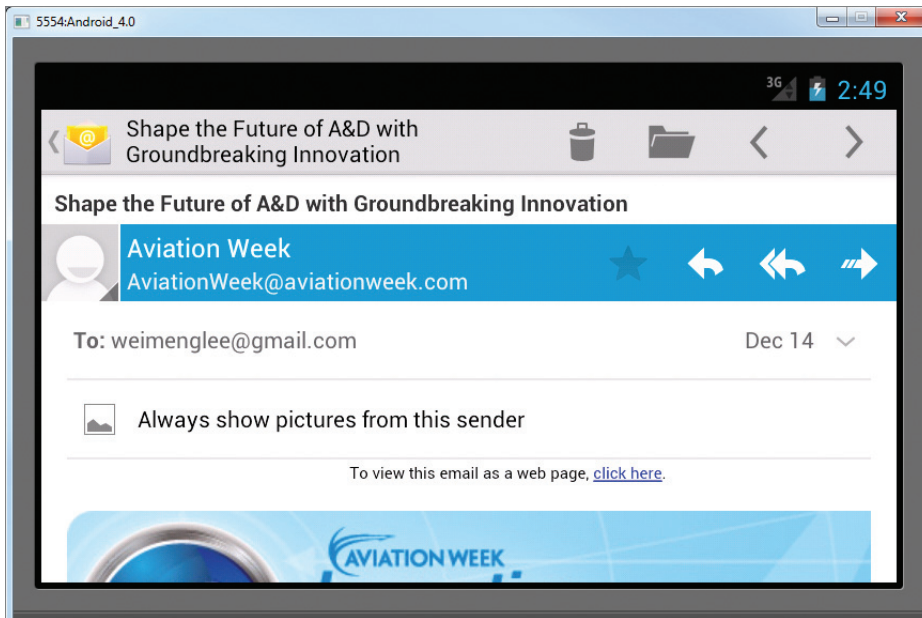 5554:Android_4.0
3G 2:49
Shape the Future of A&D with
Groundbreaking Innovation
Shape the Future of A&D with Groundbreaking Innovation
Aviation Week
AviationWeek@aviationweek.com
To: weimenglee@gmail.com Dec 14
Always show pictures from this sender
To view this email as a web page, click here.
AVIATION WEEK